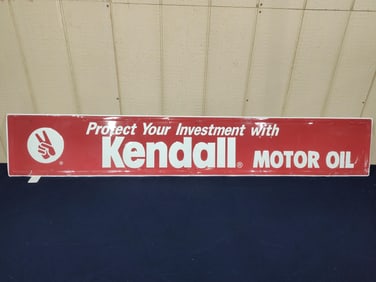 Protect Your Investment with
Kendall® MOTOR OIL